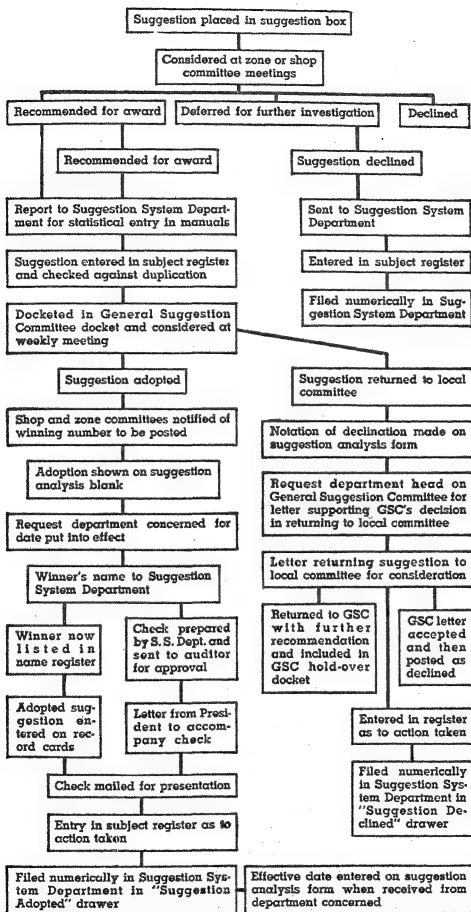 Suggestion placed in suggestion box
Considered at zone or shop
committee meetings
Recommended for award
Deferred for further investigation
Declined
Recommended for award
Suggestion declined
Report to Suggestion System Depart-
ment for statistical entry in manuals
Sent to Suggestion System
Department
Suggestion entered in subject register
and checked against duplication
Entered in subject register
Filed numerically in Sug-
gestion System Department
Docketed in General Suggestion
Committee docket and considered at
weekly meeting
Suggestion adopted
Suggestion returned to local
committee
Shop and zone committees notified of
winning number to be posted
Notation of declination made on
suggestion analysis form
Adoption shown on suggestion
analysis blank
Request department head on
General Suggestion Committee for
letter supporting GSC's decision
in returning to local committee
Request department concerned for
date put into effect
Letter returning suggestion to
local committee for consideration
Winner's name to Suggestion
System Department
Winner now
listed in
name register
Check prepared
by S. S. Dept. and
sent to auditor
for approval
Returned to GSC
with further
recommendation
and included in
GSC hold-over
docket
GSC letter
accepted
and then
posted as
declined
Adopted sug-
gestion en-
tered on rec-
ord cards
Letter from Presi-
dent to accom-
pany check
Entered in register
as to action taken
Check mailed for presentation
Filed numerically
in Suggestion Sys-
tem Department in
"Suggestion De-
clined" drawer
Entry in subject register as to
action taken
Filed numerically in Suggestion Sys-
tem Department in "Suggestion
Adopted" drawer
Effective date entered on suggestion
analysis form when received from
department concerned